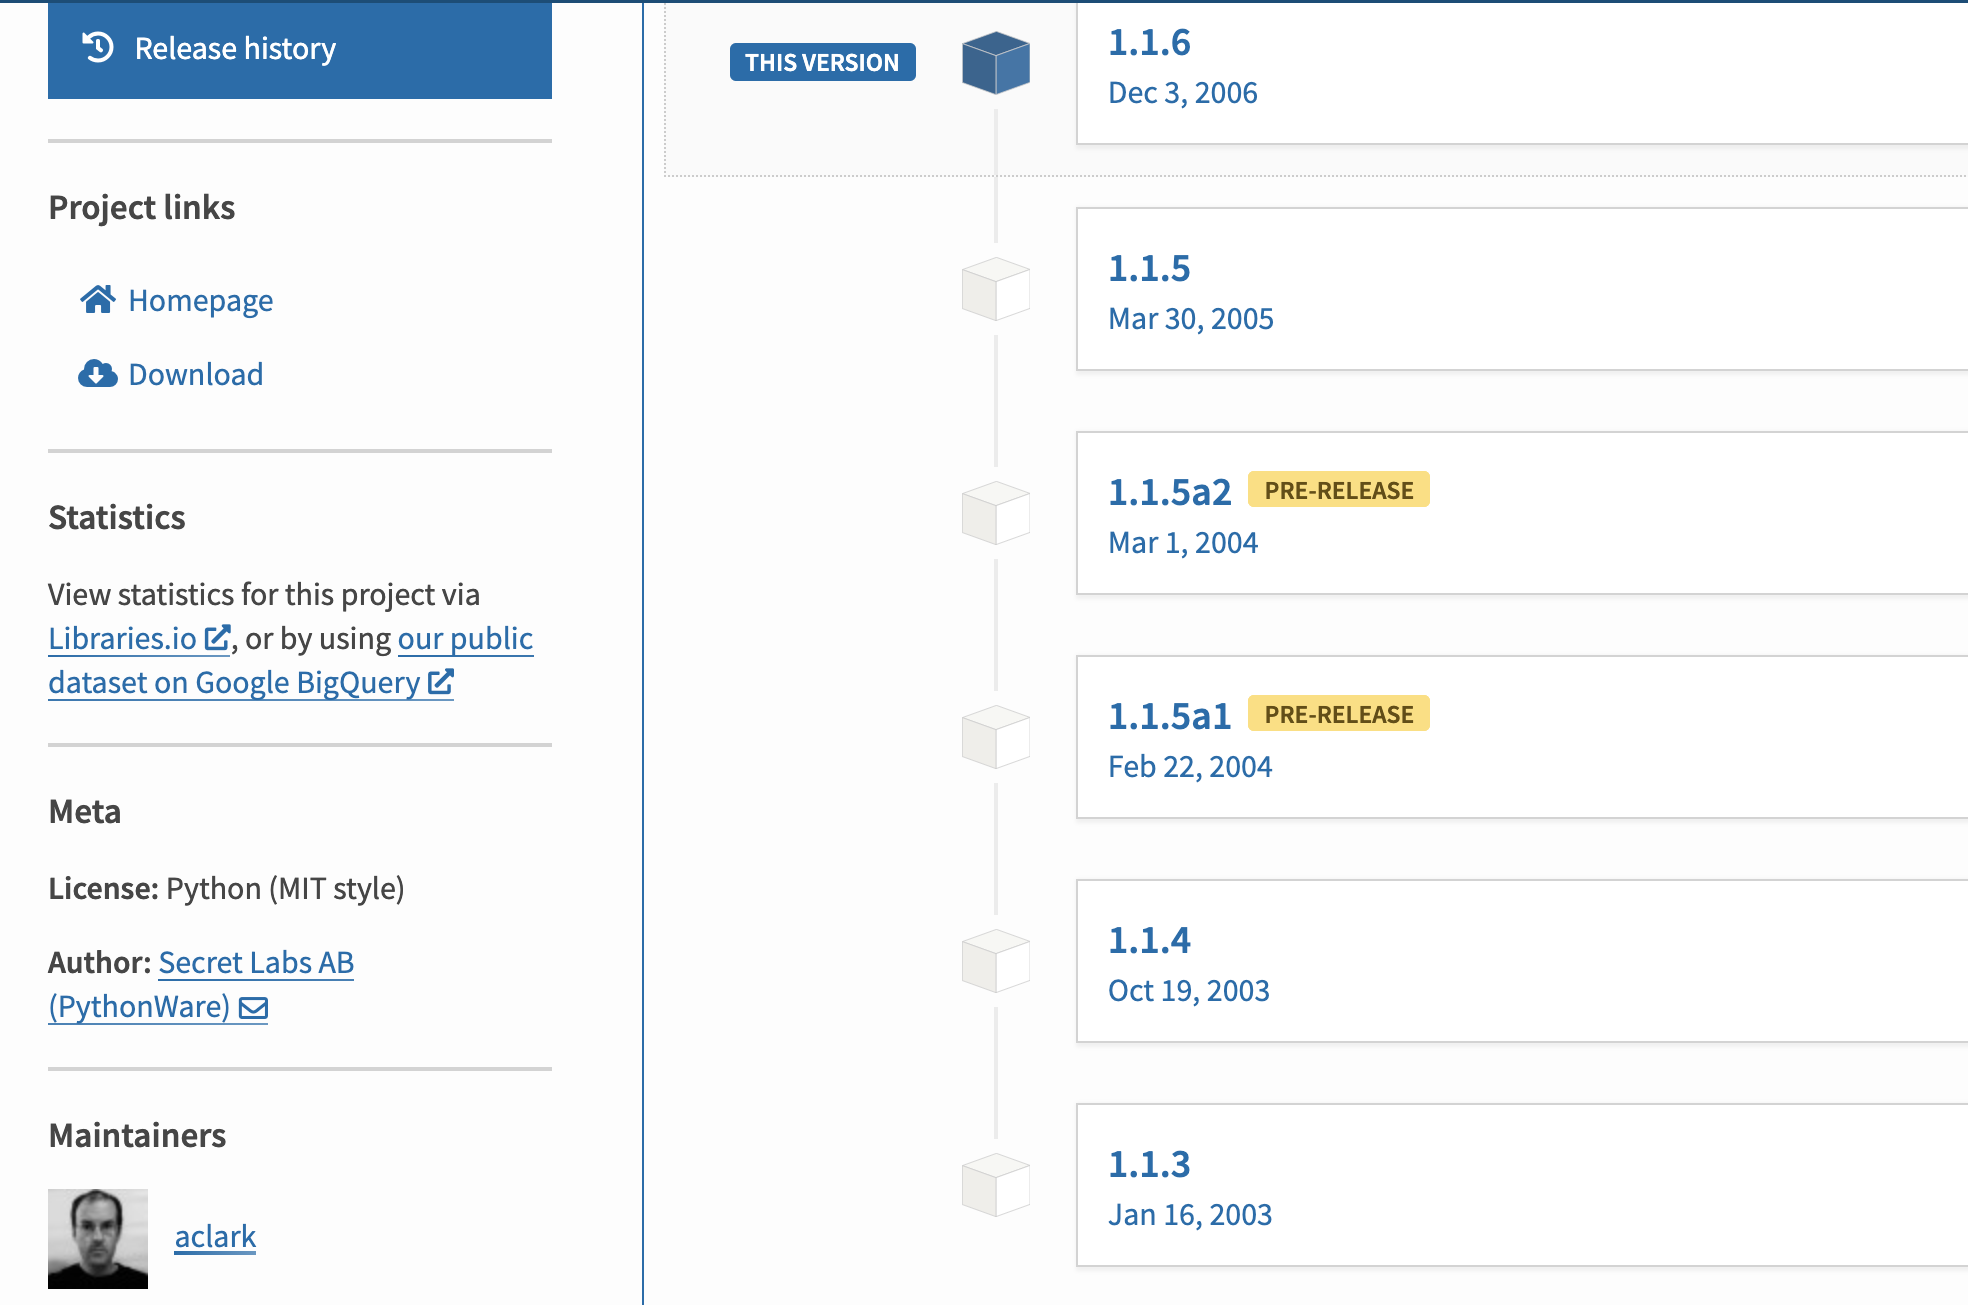 Release history
Project links
Homepage
Download
Statistics
View statistics for this project via
Libraries.io, or by using our public
dataset on Google BigQuery
Meta
License: Python (MIT style)
Author: Secret Labs AB
(PythonWare)
Maintainers
aclark
THIS VERSION
1.1.6
Dec 3, 2006
1.1.5
Mar 30, 2005
1.1.5a2 PRE-RELEASE
Mar 1, 2004
1.1.5a1 PRE-RELEASE
Feb 22, 2004
1.1.4
Oct 19, 2003
1.1.3
Jan 16, 2003